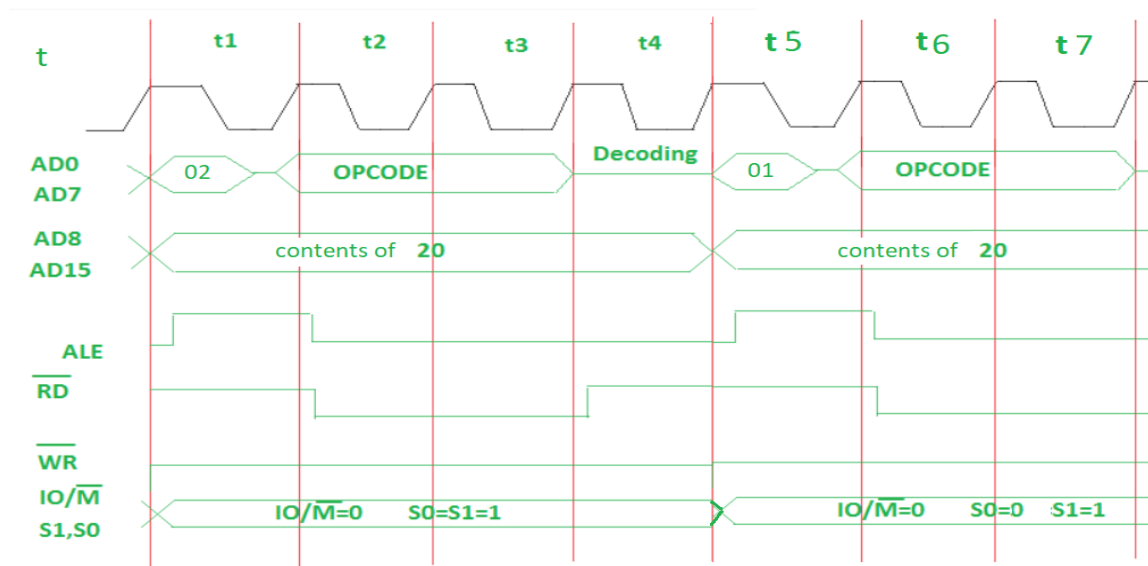 t t1 t2 t3 t4 t 5 t 6 t 7
Decoding
AD0 02 OPCODE 01 OPCODE
AD7
AD8 contents of 20 contents of 20
AD15
ALE
RD
WR
IO/M IO/M=0 S0=S1=1 IO/M=0 S0=0 S1=1
S1,S0